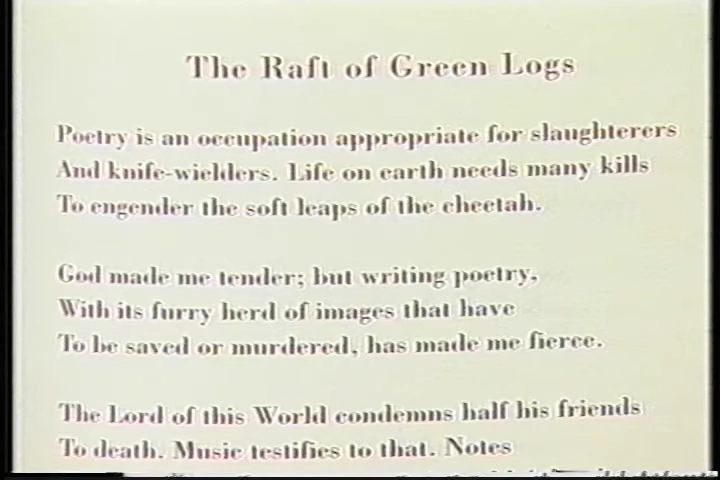 The Raft of Green Logs
Poetry is an occupation appropriate for slaughterers
And knife-wielders. Life on earth needs many kills
To engender the soft leaps of the cheetah.
God made me tender; but writing poetry,
With its furry herd of images that have
To be saved or murdered, has made me fierce.
The Lord of this World condemns half his friends
To death. Music testifies to that. Notes